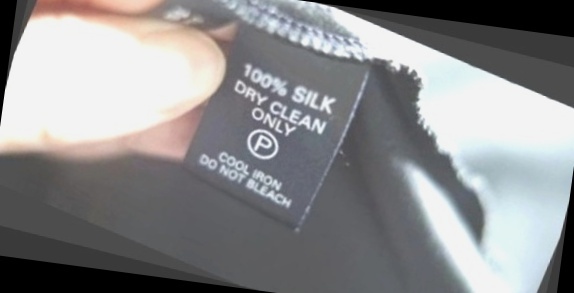 100% SILK
DRY CLEAN
ONLY
P
COOL IRON
DO NOT BLEACH